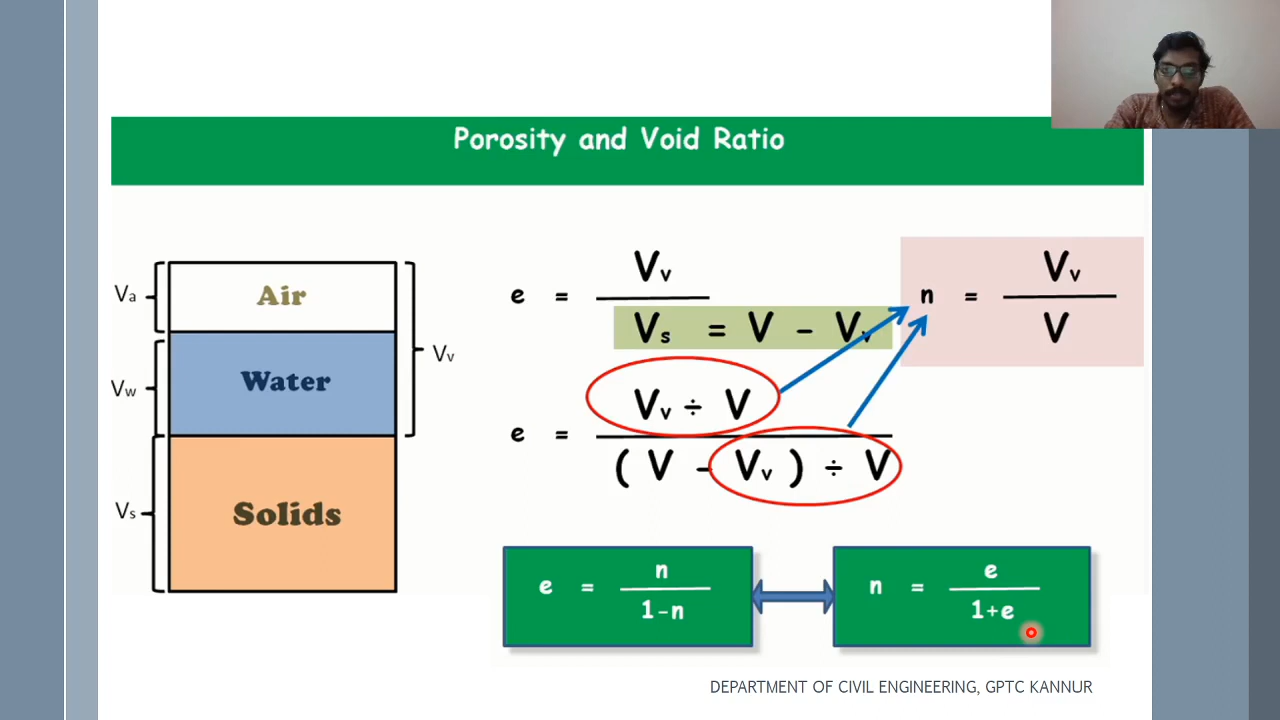 Porosity and Void Ratio
Va
Air
Vw
Water
Vv
Vs
Solids
e = Vv
Vs = V - Vv
n = Vv
V
e = Vv ÷ V
( V - Vv ) ÷ V
e = n
1-n
n = e
1+e
DEPARTMENT OF CIVIL ENGINEERING, GPTC KANNUR